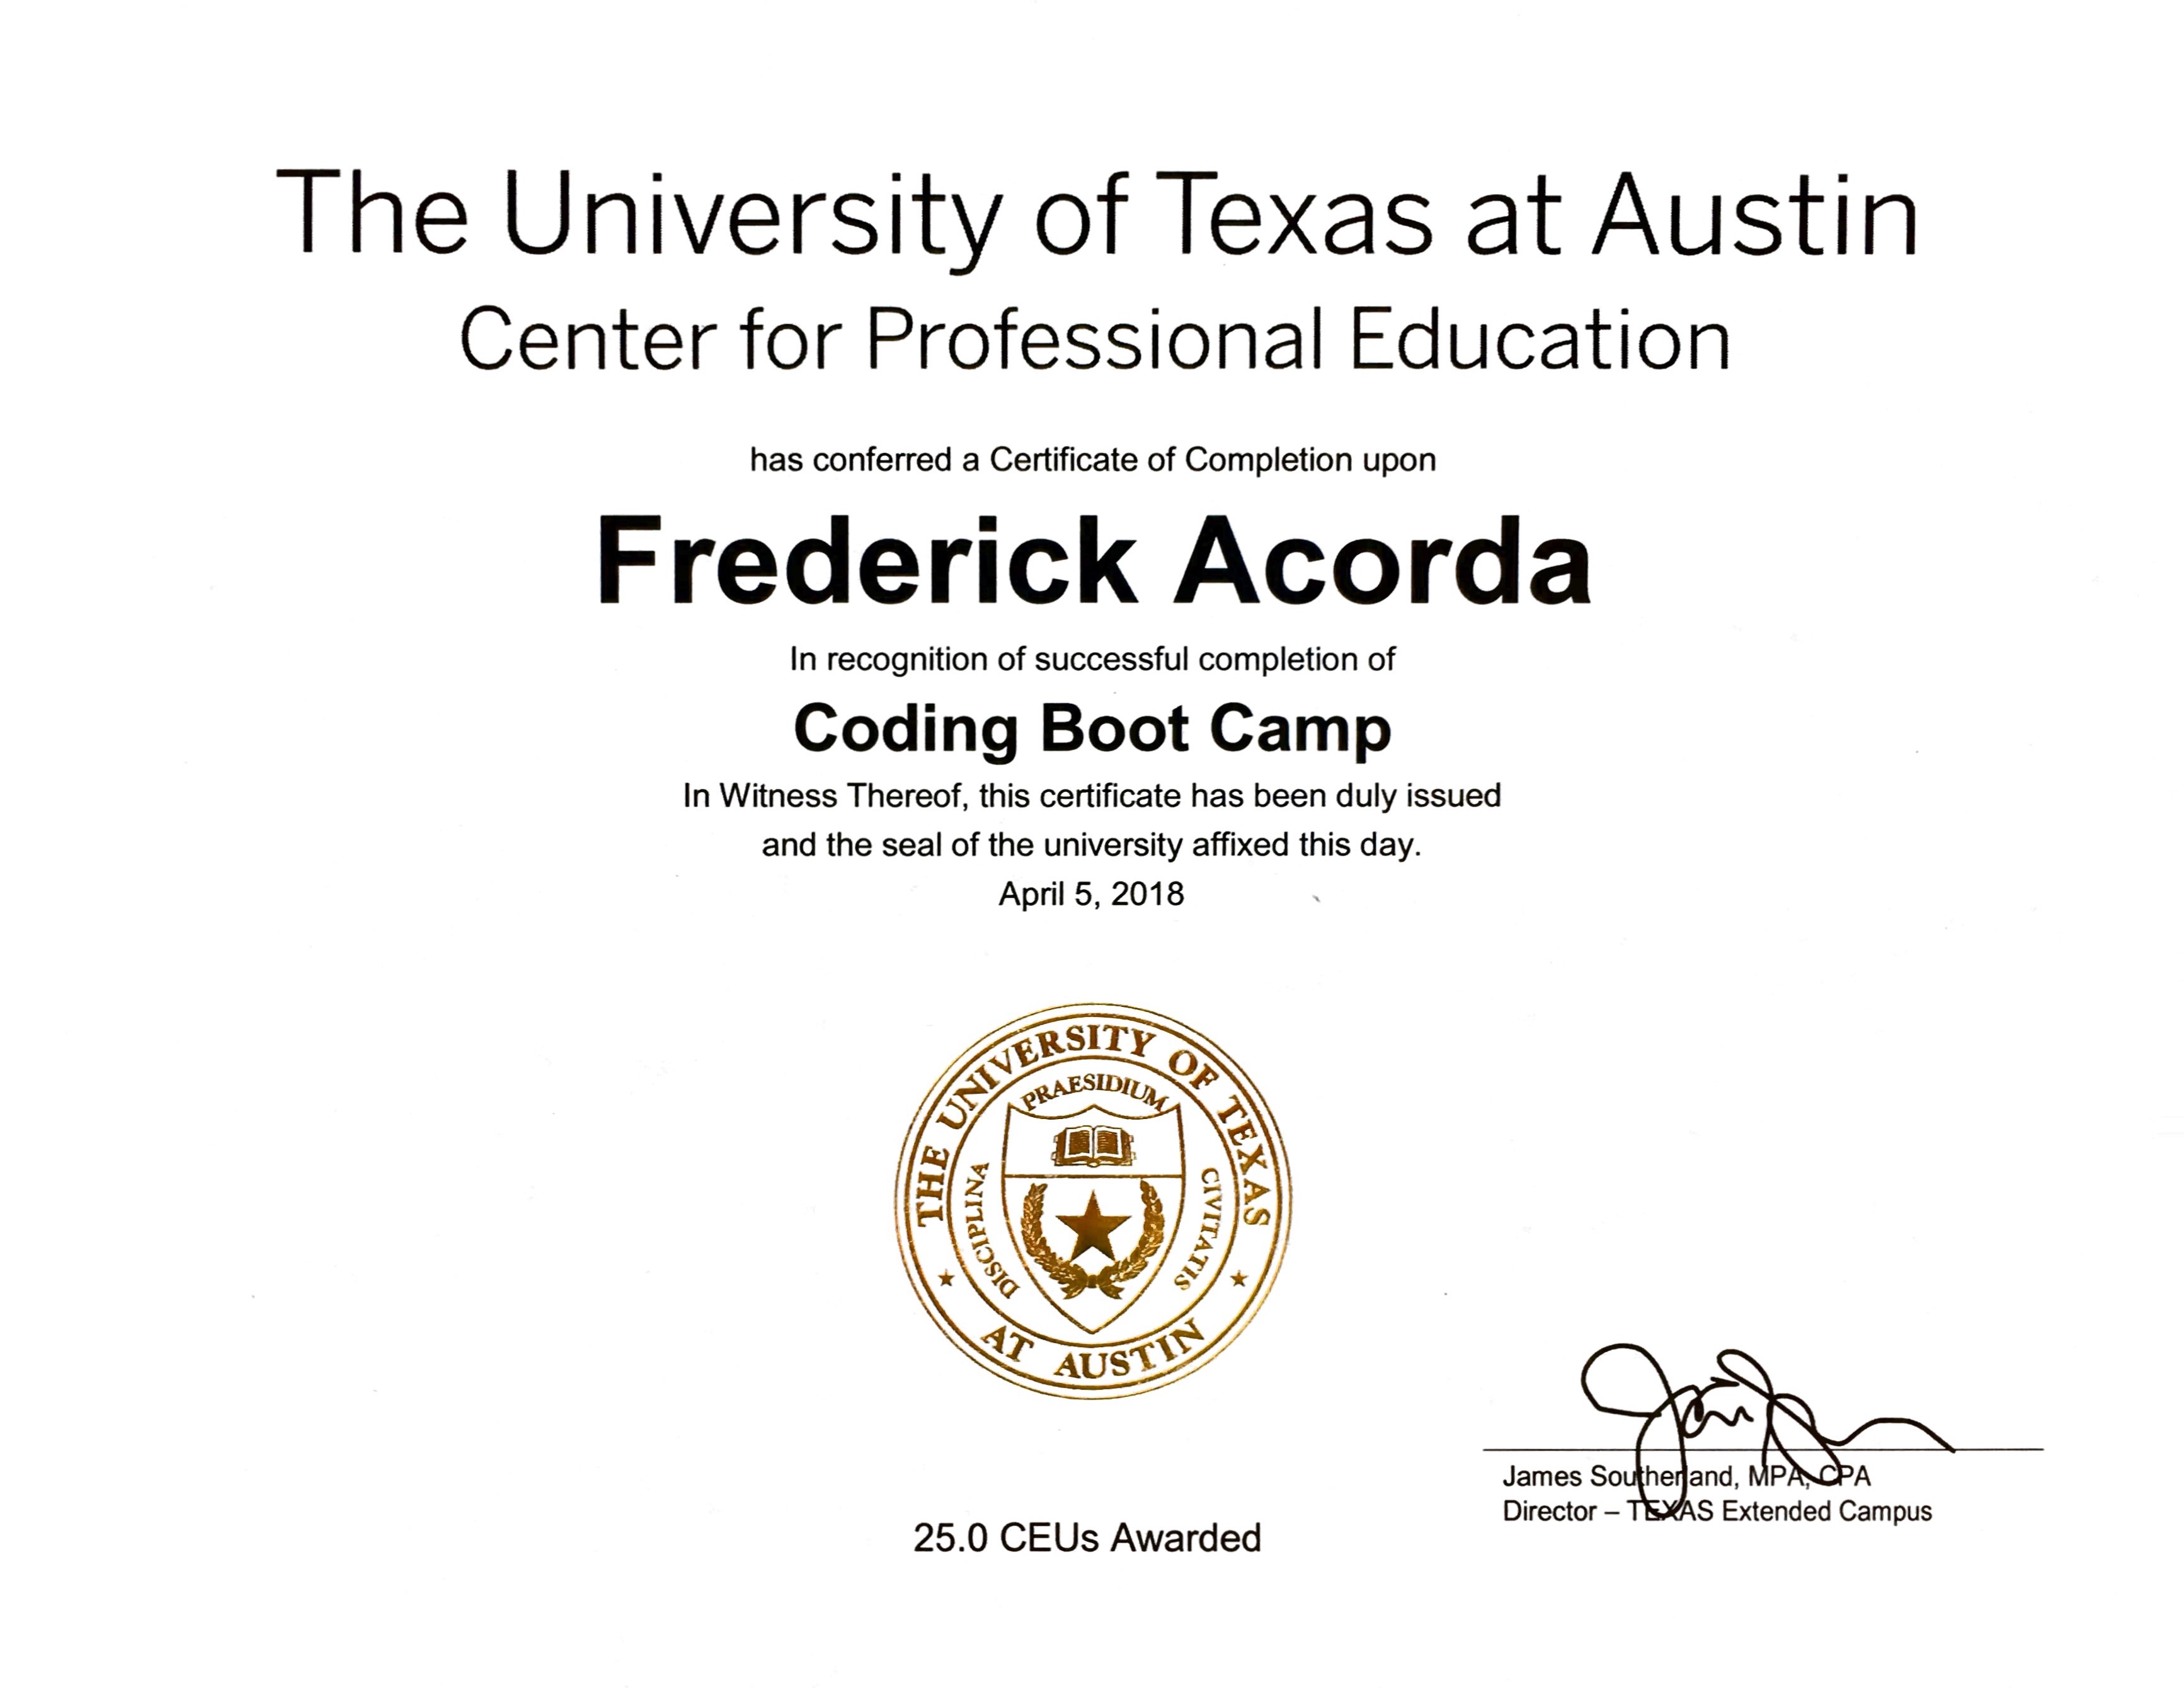 The University of Texas at Austin
Center for Professional Education
has conferred a Certificate of Completion upon
Frederick Acorda
In recognition of successful completion of
Coding Boot Camp
In Witness Thereof, this certificate has been duly issued
and the seal of the university affixed this day.
April 5, 2018
THE UNIVERSITY OF TEXAS
AT AUSTIN
PRAESIDIUM
DISCIPLINA
CIVITATIS
James Southerland, MPA, CPA
Director – TEXAS Extended Campus
25.0 CEUs Awarded